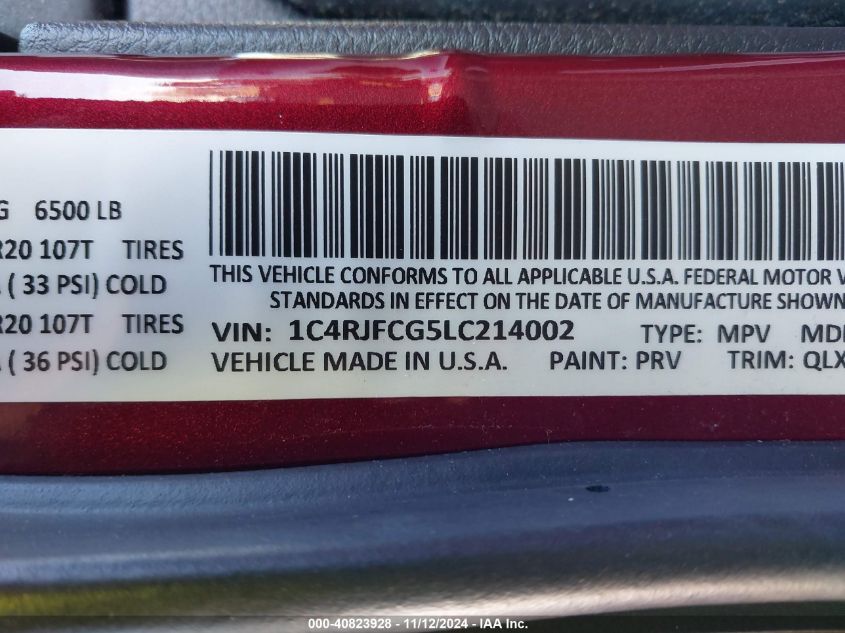 G 6500 LB
R20 107T TIRES
( 33 PSI) COLD
R20 107T
( 36 PSI) COLD
THIS VEHICLE CONFORMS TO ALL APPLICABLE U.S.A. FEDERAL MOTOR V
STANDARDS IN EFFECT ON THE DATE OF MANUFACTURE SHOWN
VIN: 1C4RJFCG5LC214002 TYPE: MPV MD
VEHICLE MADE IN U.S.A. PAINT: PRV TRIM: QLX
000-40823928 - 11/12/2024 - IAA Inc.